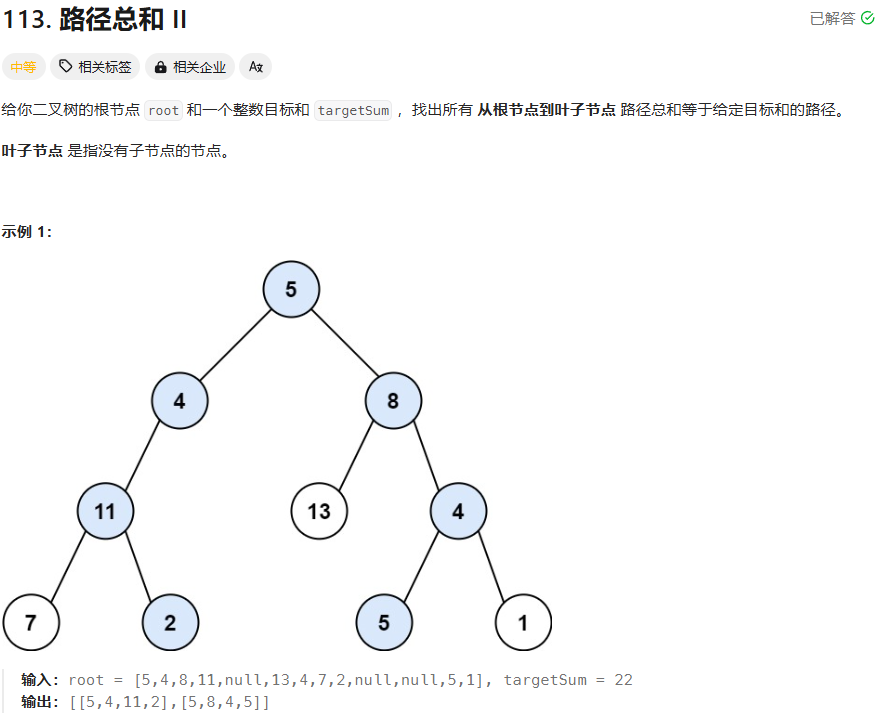 113. 路径总和 II
已解答
中等
相关标签
相关企业
给你二叉树的根节点 root 和一个整数目标和 targetSum ，找出所有 从根节点到叶子节点 路径总和等于给定目标和的路径。
叶子节点 是指没有子节点的节点。
示例 1：
5
4
8
11
13
4
7
2
5
1
输入：root = [5,4,8,11,null,13,4,7,2,null,null,5,1], targetSum = 22
输出：[[5,4,11,2],[5,8,4,5]]